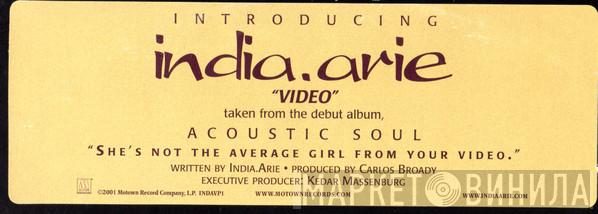 INTRODUCING
india.arie
“VIDEO”
taken from the debut album,
ACOUSTIC SOUL
“SHE'S NOT THE AVERAGE GIRL FROM YOUR VIDEO.”
WRITTEN BY INDIA.ARIE • PRODUCED BY CARLOS BROADY
EXECUTIVE PRODUCER: KEDAR MASSENBURG
©2001 Motown Record Company, L.P. INDAVP1 WWW.MOTOWNRECORDS.COM WWW.INDIAARIE.COM
МАРКЕТ ВИНИЛА